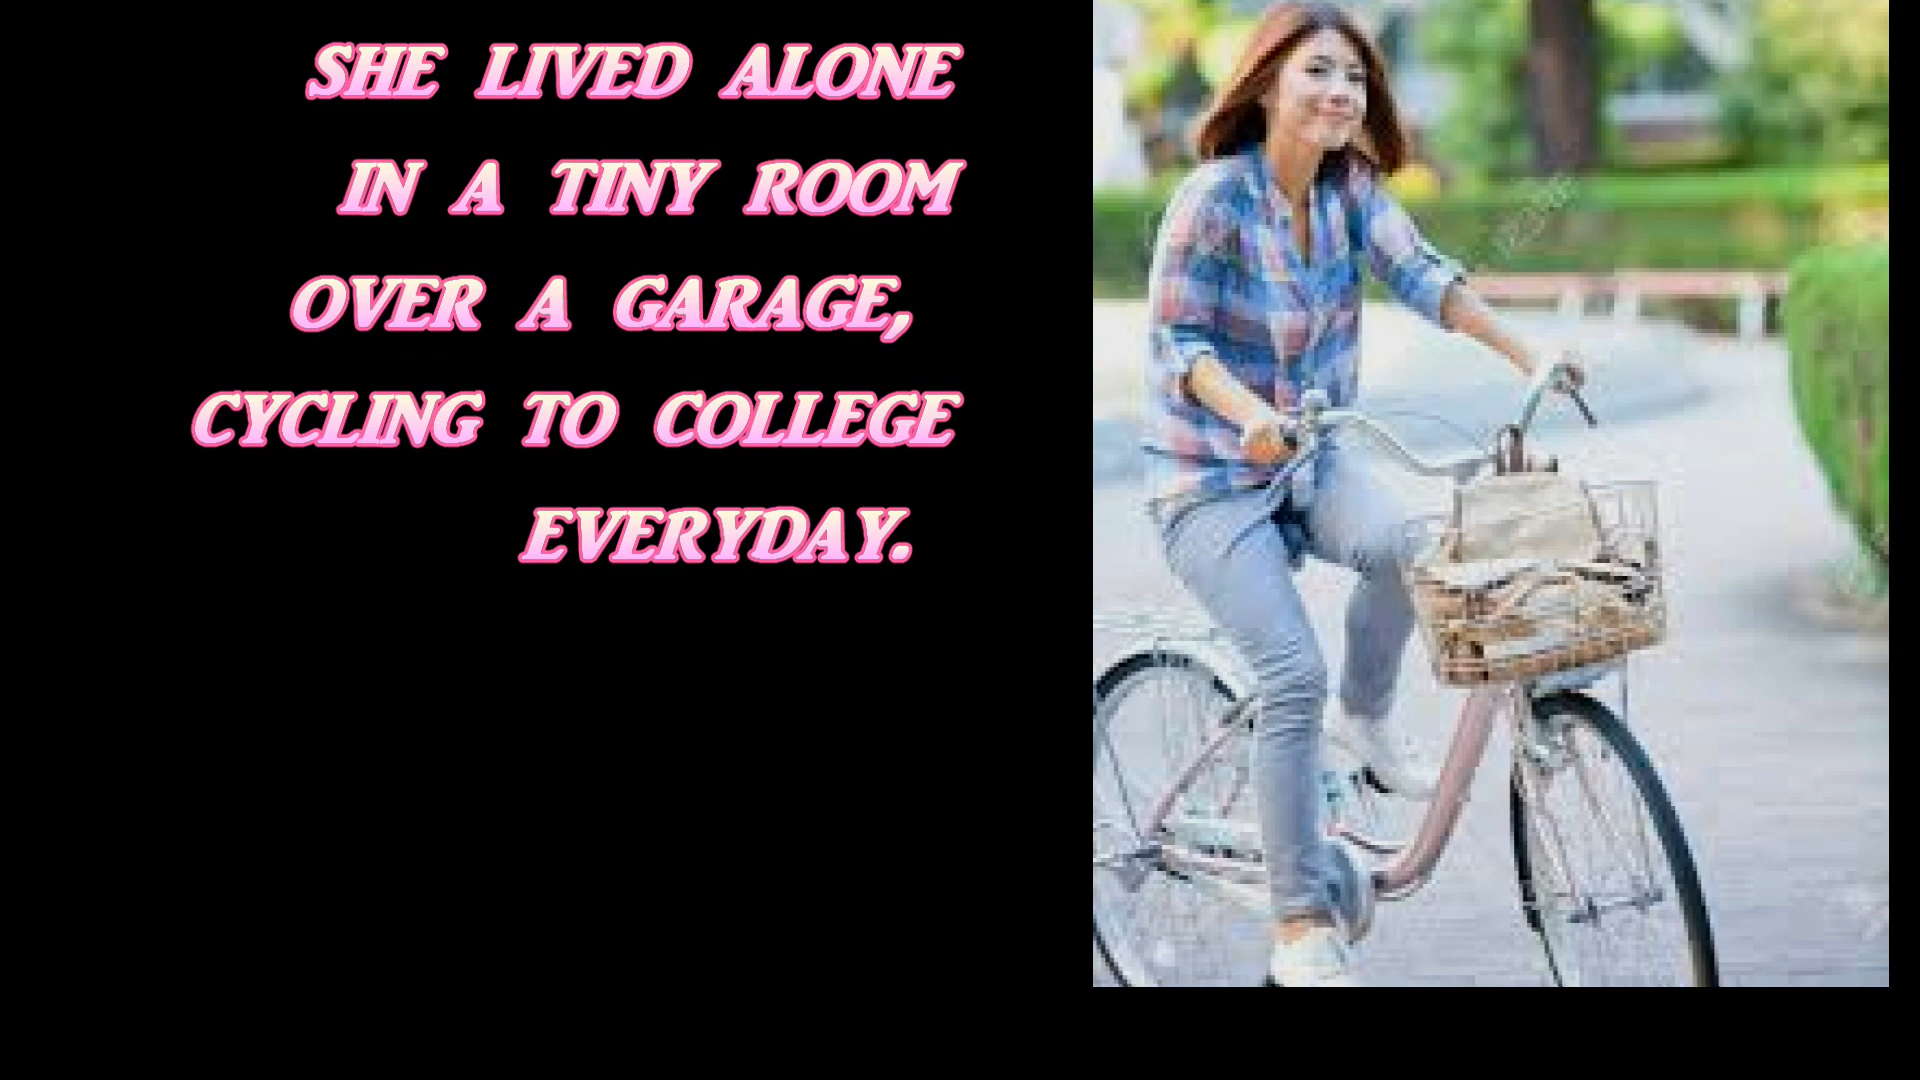 SHE LIVED ALONE
IN A TINY ROOM
OVER A GARAGE,
CYCLING TO COLLEGE
EVERYDAY.